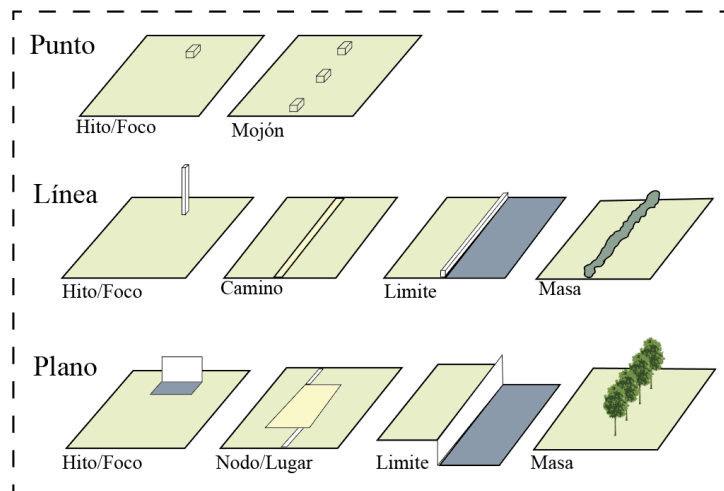 Punto
Hito/Foco
Mojón
Línea
Hito/Foco
Camino
Limite
Masa
Plano
Hito/Foco
Nodo/Lugar
Limite
Masa